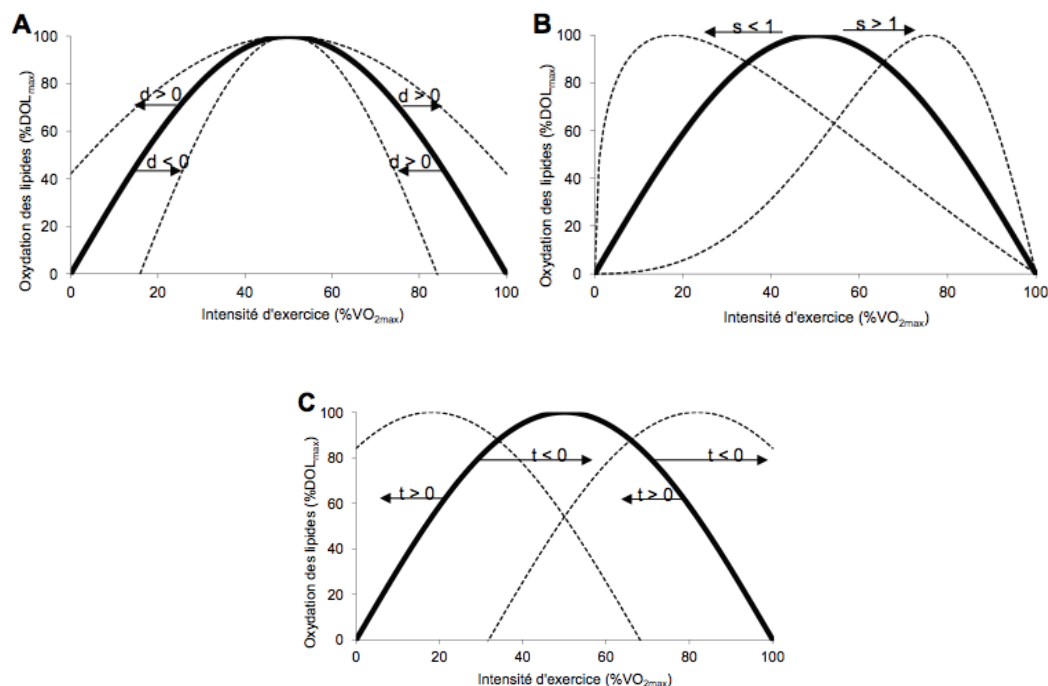 A
Oxydation des lipides (%DOLmax)
100
80
60
40
20
0
d > 0
d > 0
d < 0
d > 0
0 20 40 60 80 100
Intensité d'exercice (%VO2max)
B
Oxydation des lipides (%DOLmax)
100
80
60
40
20
0
s < 1
s > 1
0 20 40 60 80 100
Intensité d'exercice (%VO2max)
C
Oxydation des lipides (%DOLmax)
100
80
60
40
20
0
t < 0
t < 0
t > 0
t > 0
0 20 40 60 80 100
Intensité d'exercice (%VO2max)